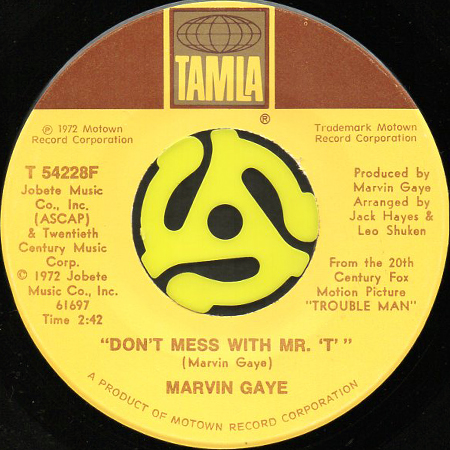 TAMLA
®
℗ 1972 Motown
Record Corporation
Trademark Motown
Record Corporation
T 54228F
Jobete Music
Co., Inc.
(ASCAP)
& Twentieth
Century Music
Corp.
© 1972 Jobete
Music Co., Inc.
61697
Time 2:42
Produced by
Marvin Gaye
Arranged by
Jack Hayes &
Leo Shuken
From the 20th
Century Fox
Motion Picture
"TROUBLE MAN"
"DON'T MESS WITH MR. 'T' "
(Marvin Gaye)
MARVIN GAYE
A PRODUCT OF MOTOWN RECORD CORPORATION